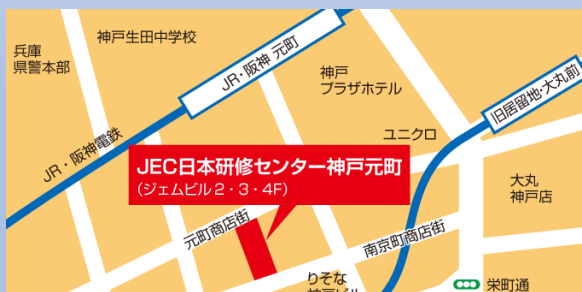 神戸生田中学校
兵庫
県警本部
JR・阪神 元町
神戸
プラザホテル
旧居留地・大丸前
ユニクロ
JR・阪神電鉄
JEC日本研修センター神戸元町
(ジェムビル2・3・4F)
大丸
神戸店
元町商店街
南京町商店街
りそな
神戸ビル
栄町通